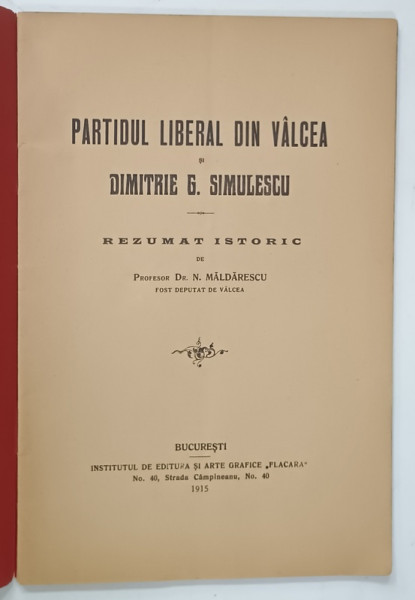 PARTIDUL LIBERAL DIN VÂLCEA
și
DIMITRIE G. SIMULESCU
REZUMAT ISTORIC
DE
PROFESOR DR. N. MĂLDĂRESCU
FOST DEPUTAT DE VÂLCEA
BUCUREȘTI
INSTITUTUL DE EDITURA ȘI ARTE GRAFICE „FLACARA”
No. 40, Strada Câmpineanu, No. 40
1915